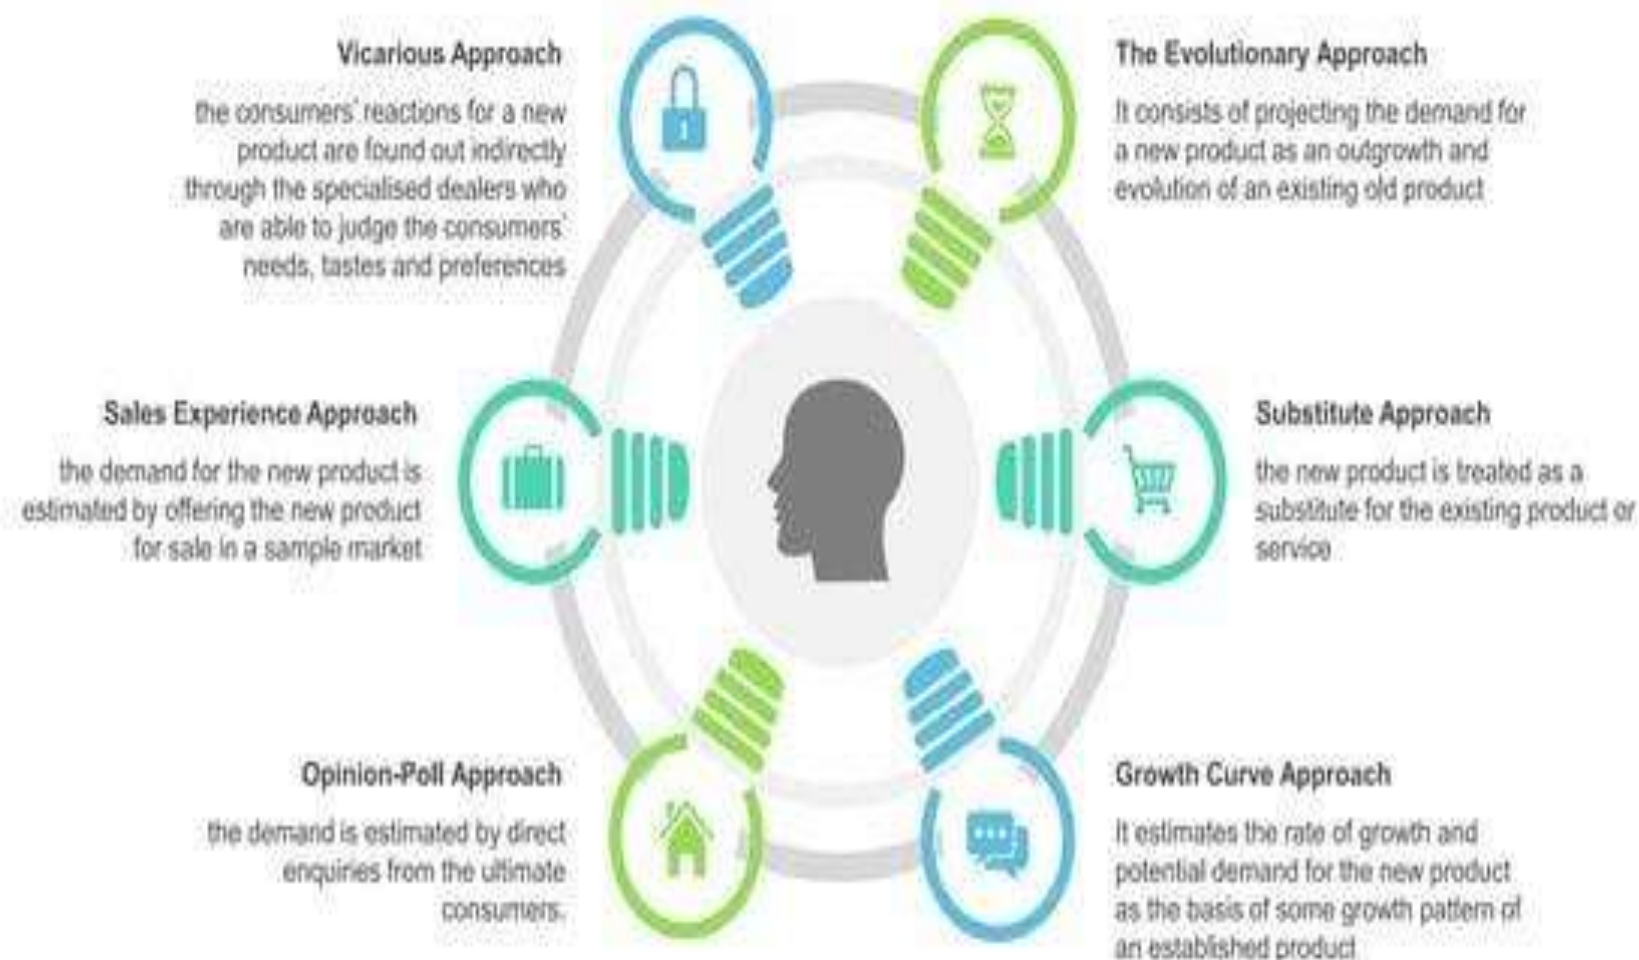 Vicarious Approach
the consumers' reactions for a new
product are found out indirectly
through the specialised dealers who
are able to judge the consumers'
needs, tastes and preferences
The Evolutionary Approach
It consists of projecting the demand for
a new product as an outgrowth and
evolution of an existing old product
Sales Experience Approach
the demand for the new product is
estimated by offering the new product
for sale in a sample market
Substitute Approach
the new product is treated as a
substitute for the existing product or
service
Opinion-Poll Approach
the demand is estimated by direct
enquiries from the ultimate
consumers.
Growth Curve Approach
It estimates the rate of growth and
potential demand for the new product
as the basis of some growth pattern of
an established product